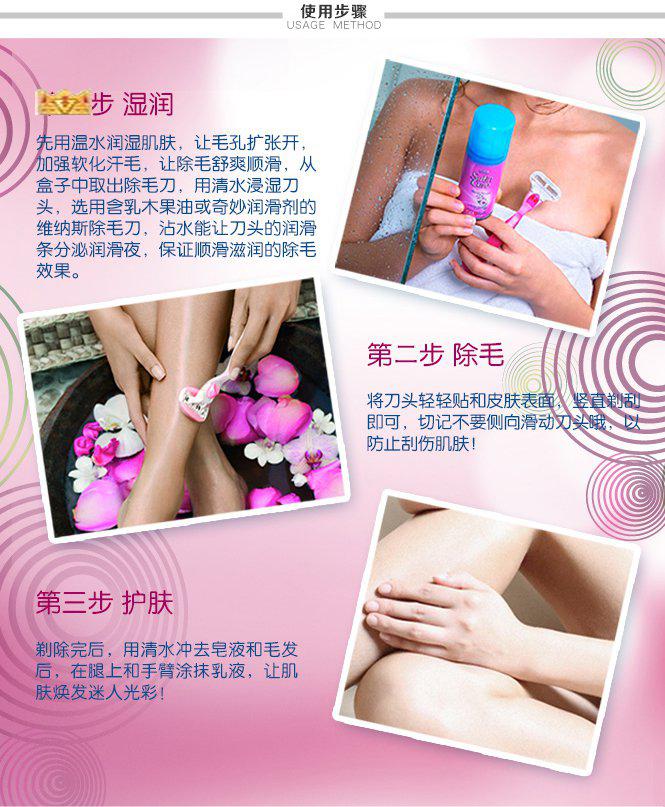 使用步骤
USAGE METHOD
步 湿润
先用温水润湿肌肤，让毛孔扩张开，
加强软化汗毛，让除毛舒爽顺滑，从
盒子中取出除毛刀，用清水浸湿刀
头，选用含乳木果油或奇妙润滑剂的
维纳斯除毛刀，沾水能让刀头的润滑
条分泌润滑夜，保证顺滑滋润的除毛
效果。
第二步 除毛
将刀头轻轻贴和皮肤表面，竖直剃刮
即可，切记不要侧向滑动刀头哦，以
防止刮伤肌肤！
第三步 护肤
剃除完后，用清水冲去皂液和毛发
后，在腿上和手臂涂抹乳液，让肌
肤焕发迷人光彩！